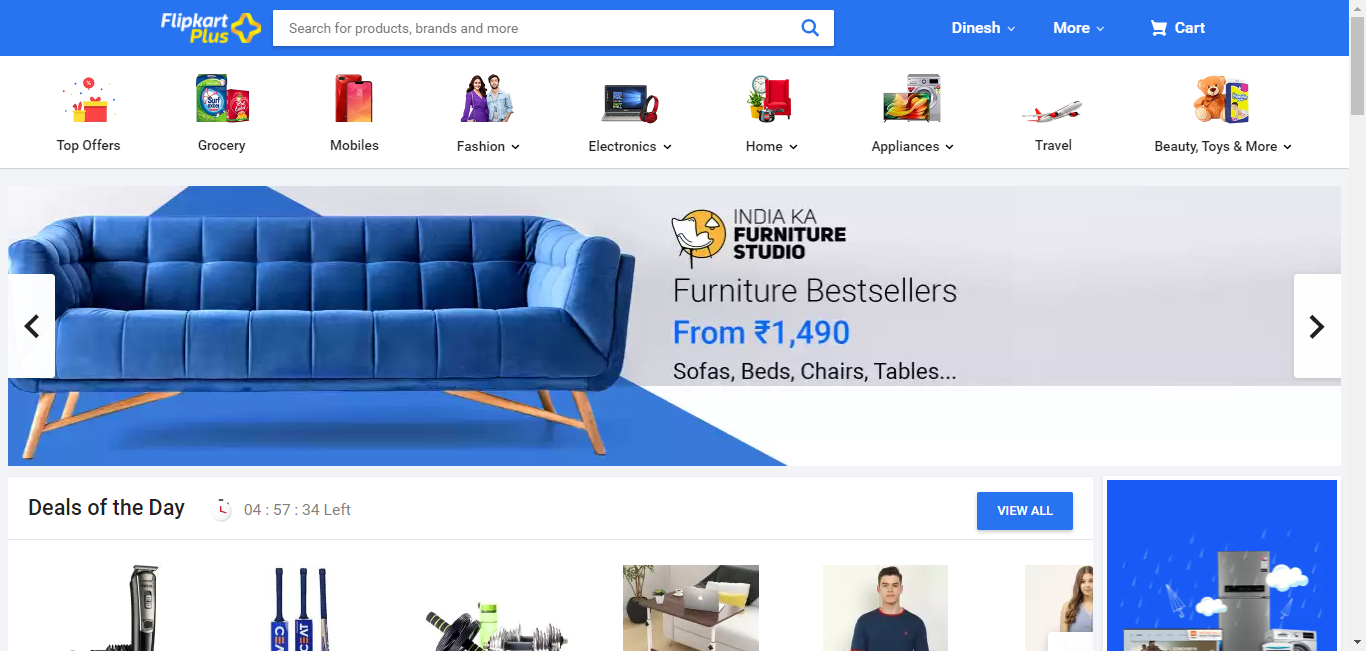 Flipkart
Plus
Search for products, brands and more
Dinesh
More
Cart
Top Offers
Grocery
Mobiles
Fashion
Electronics
Home
Appliances
Travel
Beauty, Toys & More
INDIA KA
FURNITURE
STUDIO
Furniture Bestsellers
From ₹1,490
Sofas, Beds, Chairs, Tables...
Deals of the Day
04 : 57 : 34 Left
VIEW ALL
CEAT